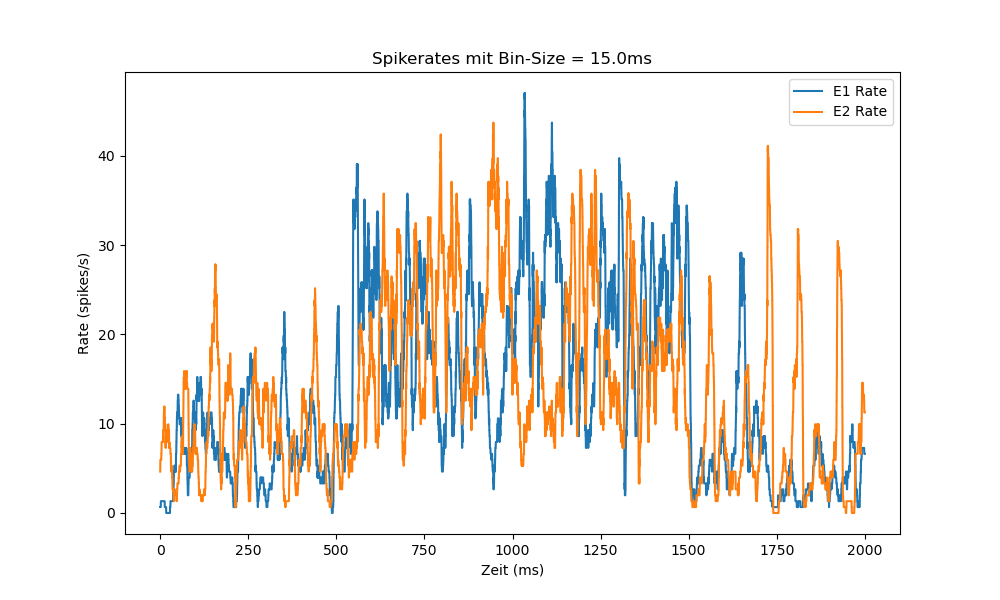 Spikerates mit Bin-Size = 15.0ms
E1 Rate
E2 Rate
Rate (spikes/s)
40
30
20
10
0
0 250 500 750 1000 1250 1500 1750 2000
Zeit (ms)